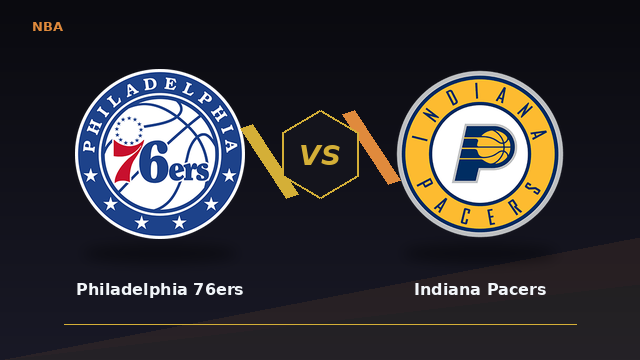 NBA
PHILADELPHIA
76ers
VS
INDIANA
P
PACERS
Philadelphia 76ers
Indiana Pacers